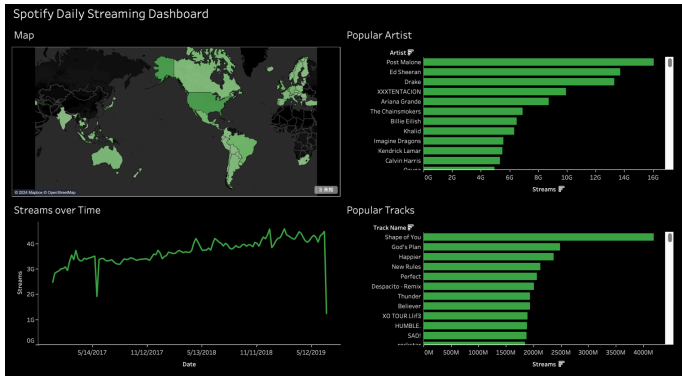 Spotify Daily Streaming Dashboard
Map
© 2024 Mapbox © OpenStreetMap
Popular Artist
Artist
Post Malone
Ed Sheeran
Drake
XXXTENTACION
Ariana Grande
The Chainsmokers
Billie Eilish
Khalid
Imagine Dragons
Kendrick Lamar
Calvin Harris
0G 2G 4G 6G 8G 10G 12G 14G 16G
Streams
Streams over Time
Streams
4G
3G
2G
1G
0G
5/14/2017 11/12/2017 5/13/2018 11/11/2018 5/12/2019
Date
Popular Tracks
Track Name
Shape of You
God's Plan
Happier
New Rules
Perfect
Despacito - Remix
Thunder
Believer
XO TOUR Llif3
HUMBLE.
SAD!
0M 500M 1000M 1500M 2000M 2500M 3000M 3500M 4000M
Streams